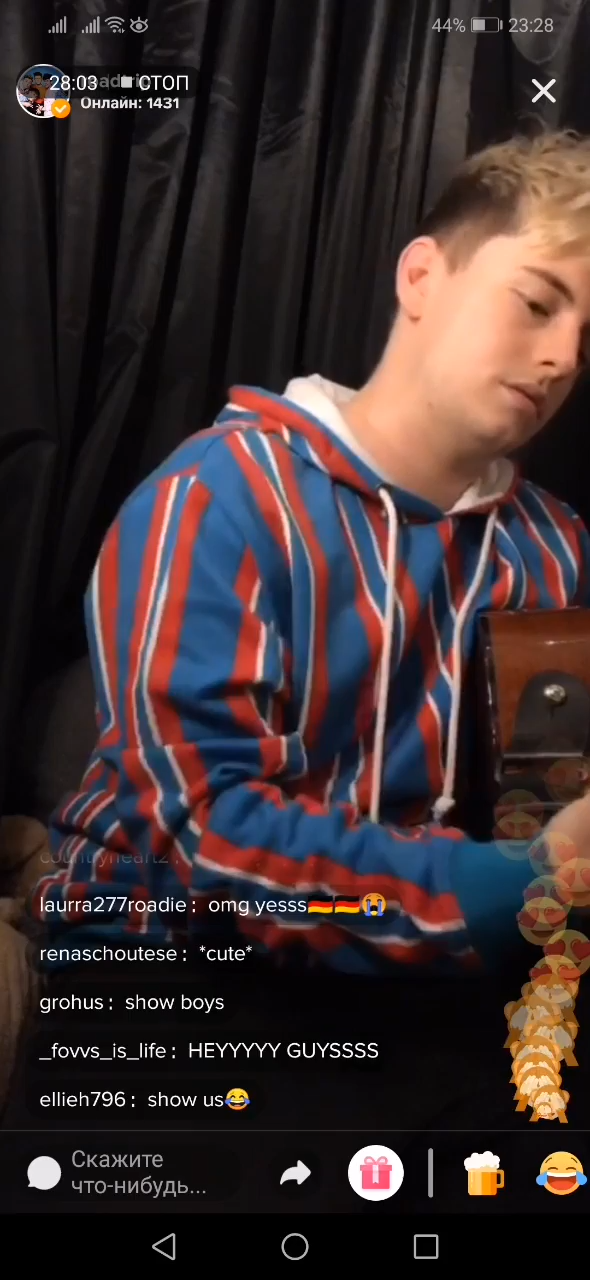 44% 23:28
28:03 СТОП
Онлайн: 1431
countryheart2 :
laurra277roadie : omg yesss🇩🇪🇩🇪😭
renaschoutese : *cute*
grohus : show boys
_fovvs_is_life : HEYYYYY GUYSSSS
ellieh796 : show us😂
Скажите
что-нибудь...